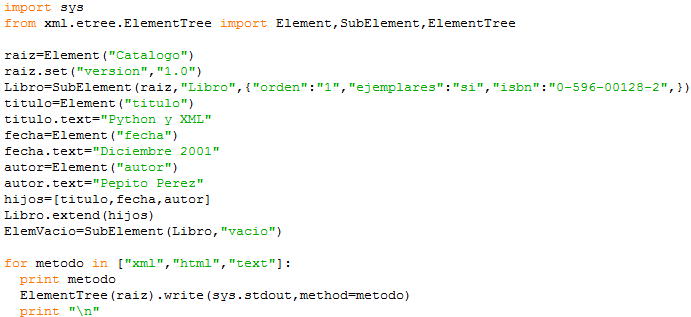 import sys
from xml.etree.ElementTree import Element,SubElement,ElementTree
raiz=Element("Catalogo")
raiz.set("version","1.0")
Libro=SubElement(raiz,"Libro",{"orden":"1","ejemplares":"si","isbn":"0-596-00128-2",})
titulo=Element("titulo")
titulo.text="Python y XML"
fecha=Element("fecha")
fecha.text="Diciembre 2001"
autor=Element("autor")
autor.text="Pepito Perez"
hijos=[titulo,fecha,autor]
Libro.extend(hijos)
ElemVacio=SubElement(Libro,"vacio")
for metodo in ["xml","html","text"]:
  print metodo
  ElementTree(raiz).write(sys.stdout,method=metodo)
  print "\n"